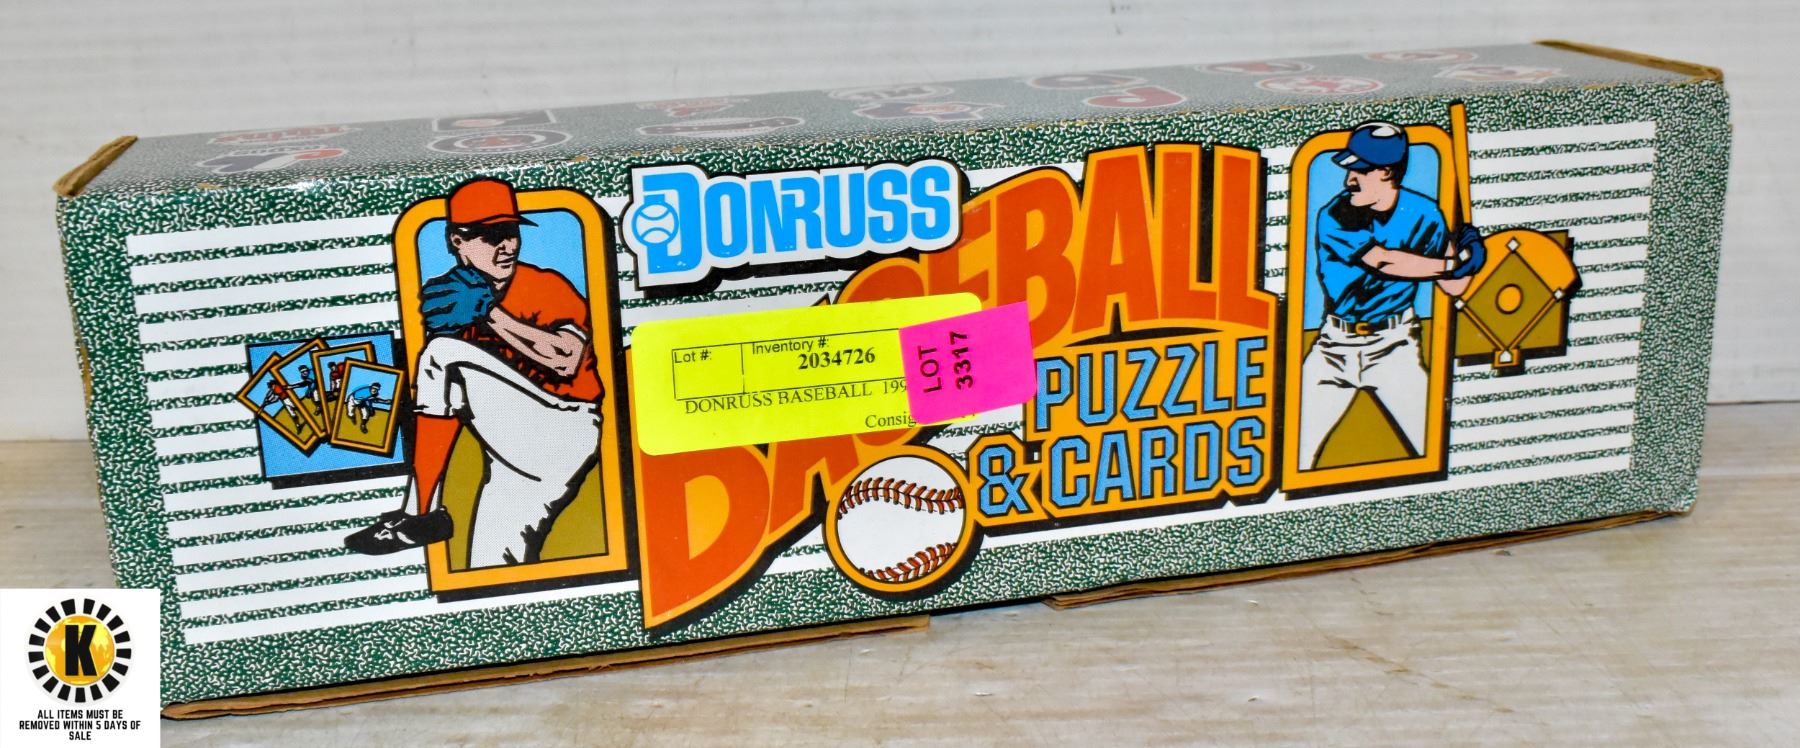 DONRUSS
BASEBALL
PUZZLE
& CARDS
Lot #:
Inventory #:
2034726
DONRUSS BASEBALL
LOT
3317
K
ALL ITEMS MUST BE
REMOVED WITHIN 5 DAYS OF
SALE